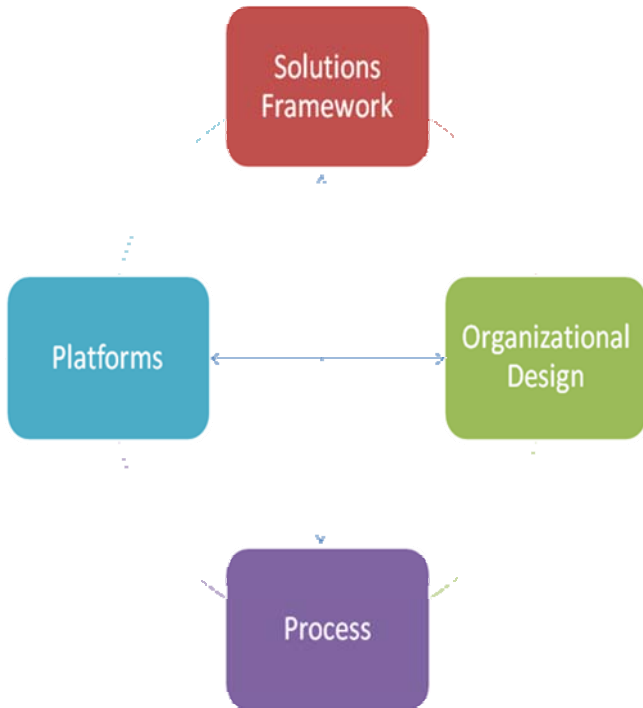 Solutions
Framework
Platforms
Organizational
Design
Process